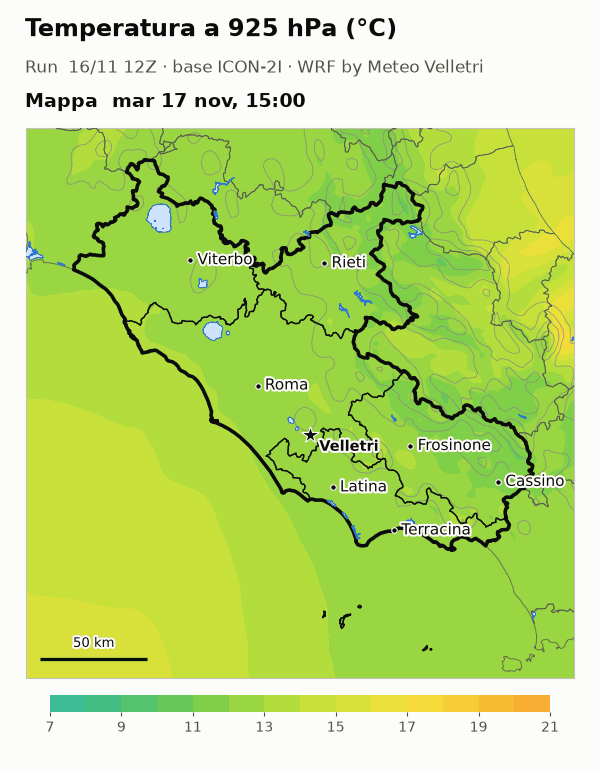 Temperatura a 925 hPa (°C)
Run  16/11 12Z · base ICON-2I · WRF by Meteo Velletri
Mappa  mar 17 nov, 15:00
Viterbo
Rieti
Roma
Velletri
Frosinone
Latina
Cassino
Terracina
50 km
7 9 11 13 15 17 19 21